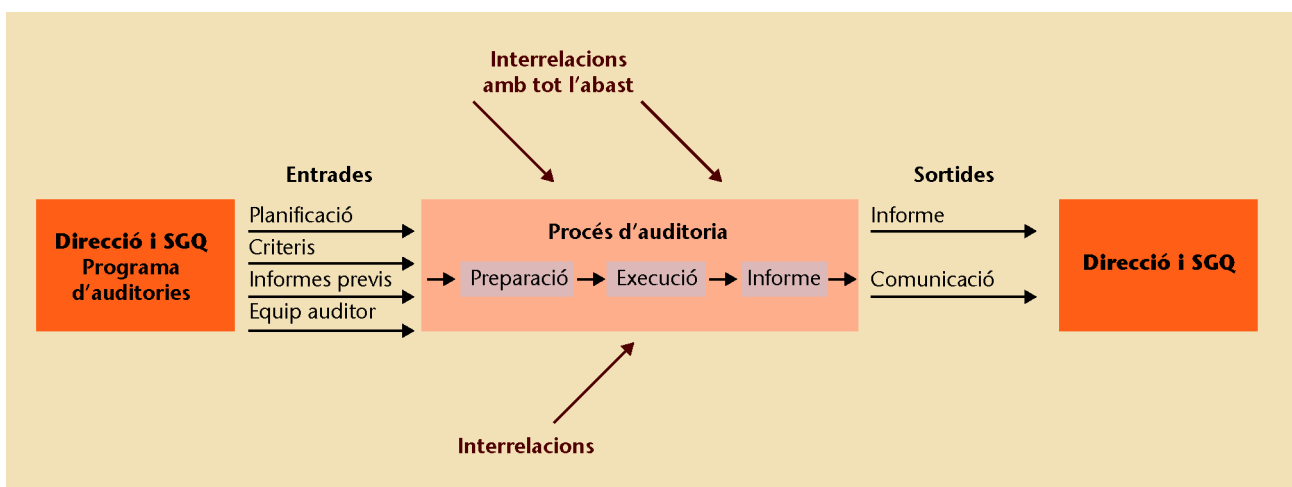 Interrelacions
amb tot l’abast
Entrades
Sortides
Direcció i SGQ
Programa
d’auditories
Planificació
Criteris
Informes previs
Equip auditor
Procés d’auditoria
Preparació
Execució
Informe
Informe
Comunicació
Direcció i SGQ
Interrelacions